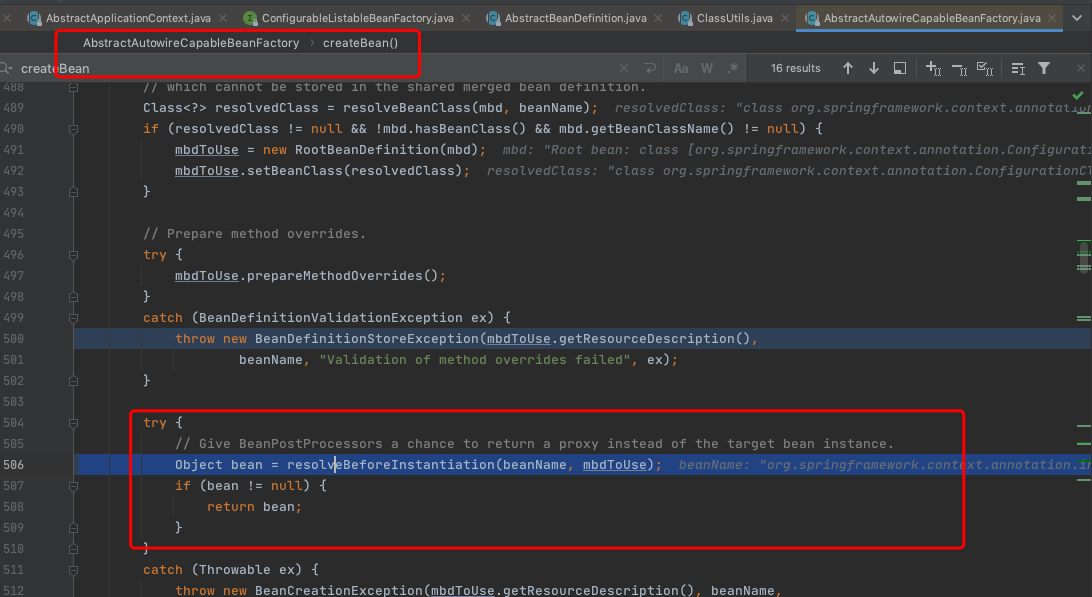 AbstractApplicationContext.java ConfigurableListableBeanFactory.java AbstractBeanDefinition.java ClassUtils.java AbstractAutowireCapableBeanFactory.java
AbstractAutowireCapableBeanFactory › createBean()
createBean Aa W .* 16 results
488 // which cannot be stored in the shared merged bean definition.
489 Class<?> resolvedClass = resolveBeanClass(mbd, beanName); resolvedClass: "class org.springframework.context.annotation.
490 if (resolvedClass != null && !mbd.hasBeanClass() && mbd.getBeanClassName() != null) {
491 mbdToUse = new RootBeanDefinition(mbd); mbd: "Root bean: class [org.springframework.context.annotation.Configurati
492 mbdToUse.setBeanClass(resolvedClass); resolvedClass: "class org.springframework.context.annotation.ConfigurationCl
493 }
494
495 // Prepare method overrides.
496 try {
497 mbdToUse.prepareMethodOverrides();
498 }
499 catch (BeanDefinitionValidationException ex) {
500 throw new BeanDefinitionStoreException(mbdToUse.getResourceDescription(),
501 beanName, "Validation of method overrides failed", ex);
502 }
503
504 try {
505 // Give BeanPostProcessors a chance to return a proxy instead of the target bean instance.
506 Object bean = resolveBeforeInstantiation(beanName, mbdToUse); beanName: "org.springframework.context.annotation.in
507 if (bean != null) {
508 return bean;
509 }
510 }
511 catch (Throwable ex) {
512 throw new BeanCreationException(mbdToUse.getResourceDescription(), beanName,